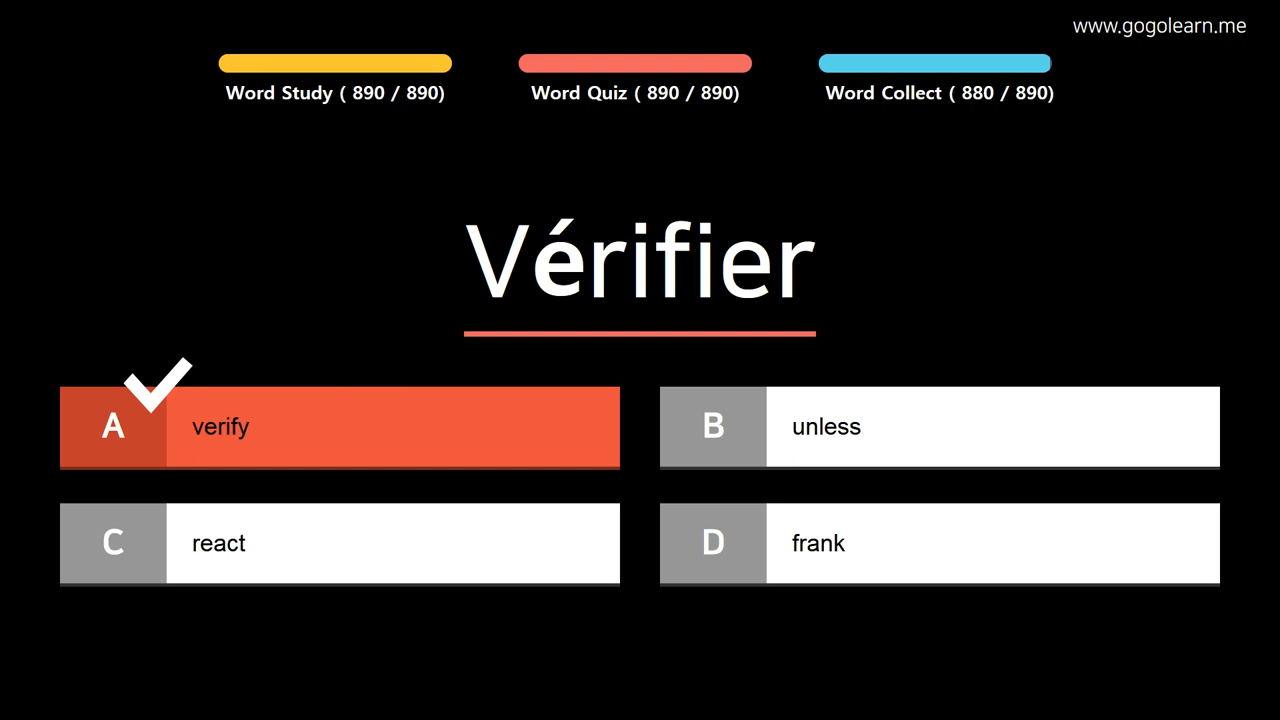 www.gogolearn.me
Word Study ( 890 / 890)
Word Quiz ( 890 / 890)
Word Collect ( 880 / 890)
Vérifier
A verify
B unless
C react
D frank